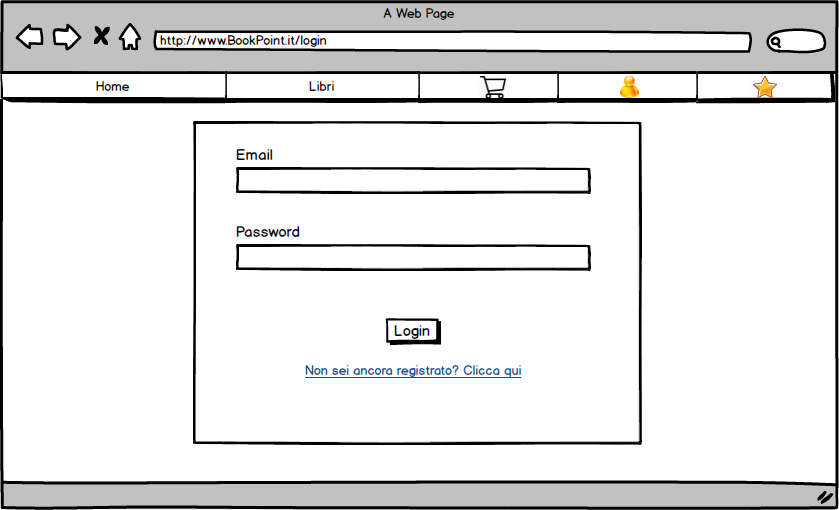 A Web Page
http://www.BookPoint.it/login
Home
Libri
Email
Password
Login
Non sei ancora registrato? Clicca qui